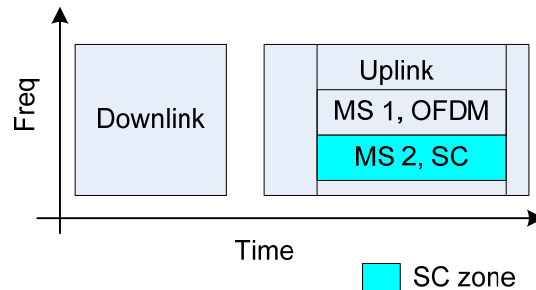 Freq
Downlink
Uplink
MS 1, OFDM
MS 2, SC
Time
SC zone